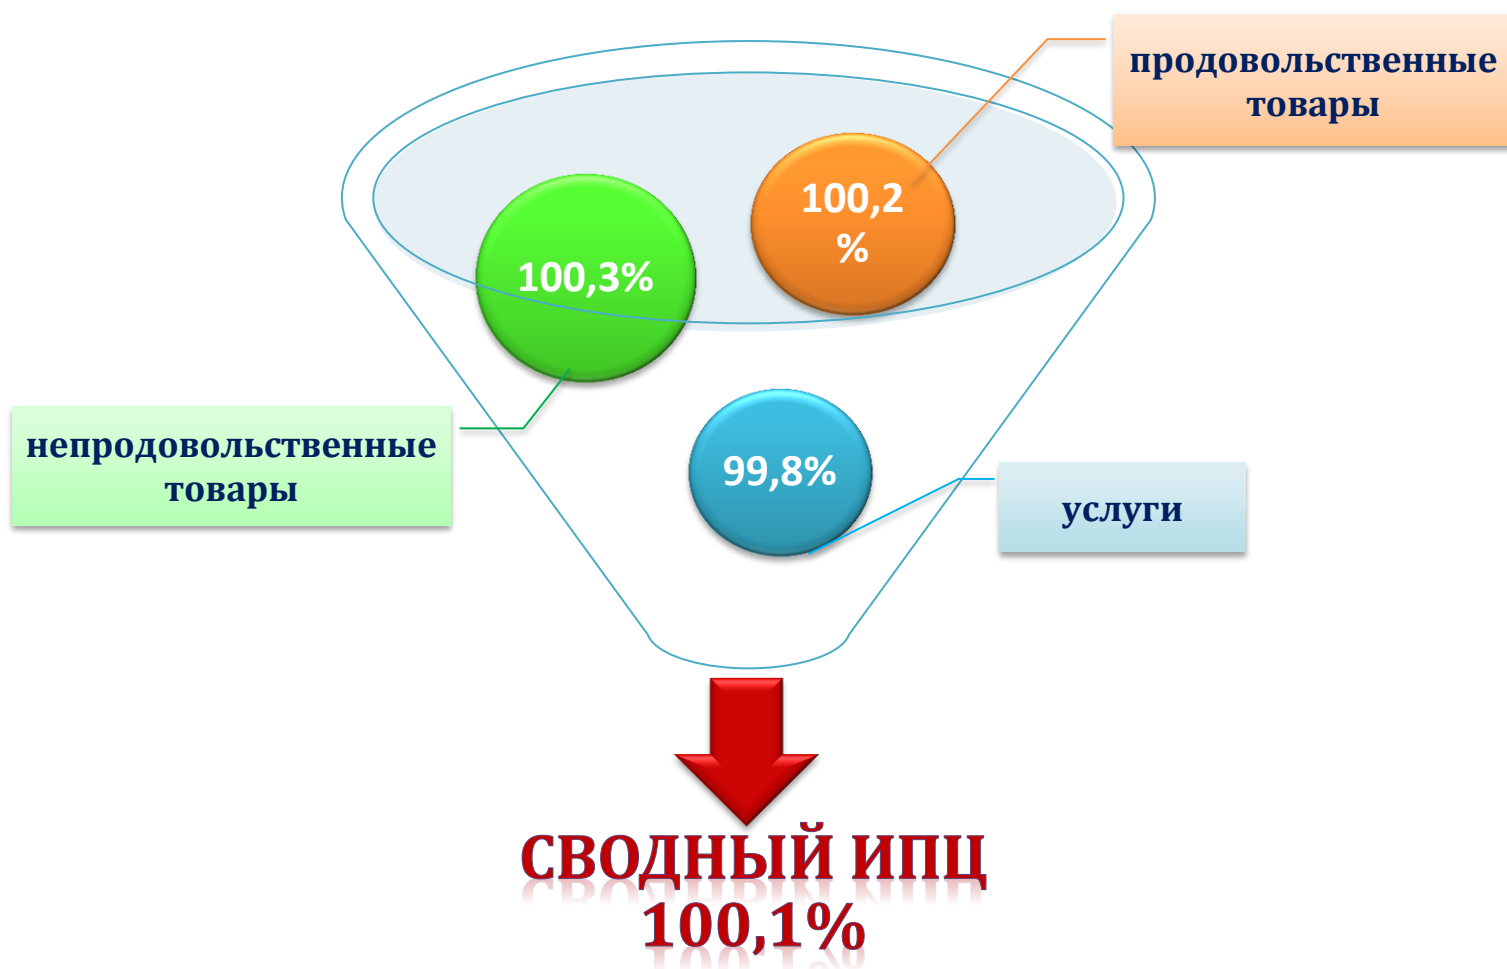 продовольственные
товары
100,2
%
100,3%
непродовольственные
товары
99,8%
услуги
СВОДНЫЙ ИПЦ
100,1%